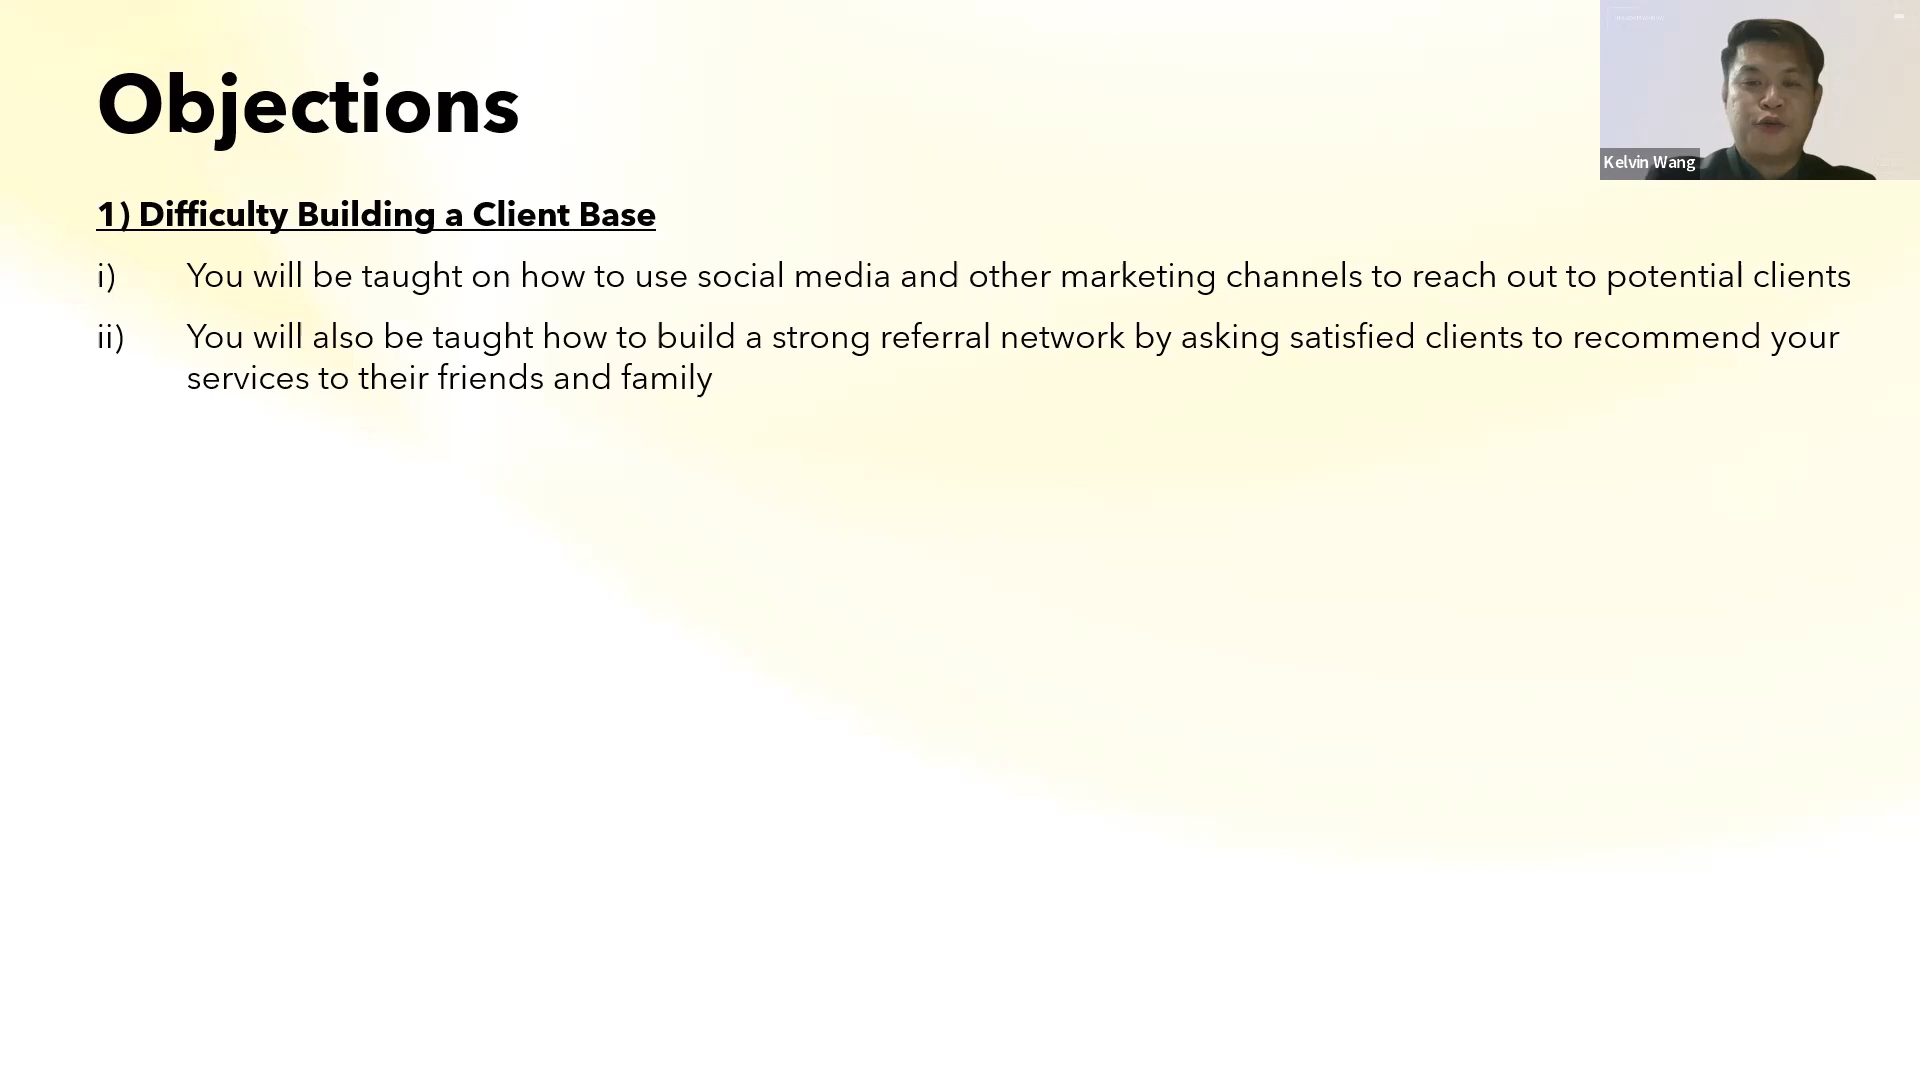 Objections
Kelvin Wang
1) Difficulty Building a Client Base
i) You will be taught on how to use social media and other marketing channels to reach out to potential clients
ii) You will also be taught how to build a strong referral network by asking satisfied clients to recommend your
services to their friends and family